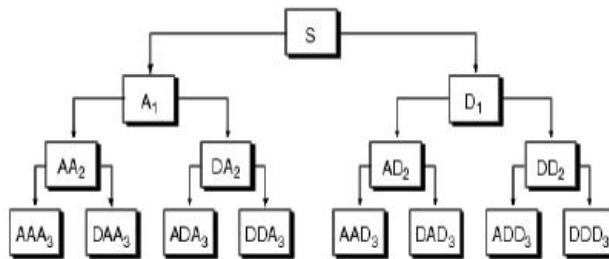 S
A₁ D₁
AA₂ DA₂ AD₂ DD₂
AAA₃ DAA₃ ADA₃ DDA₃ AAD₃ DAD₃ ADD₃ DDD₃